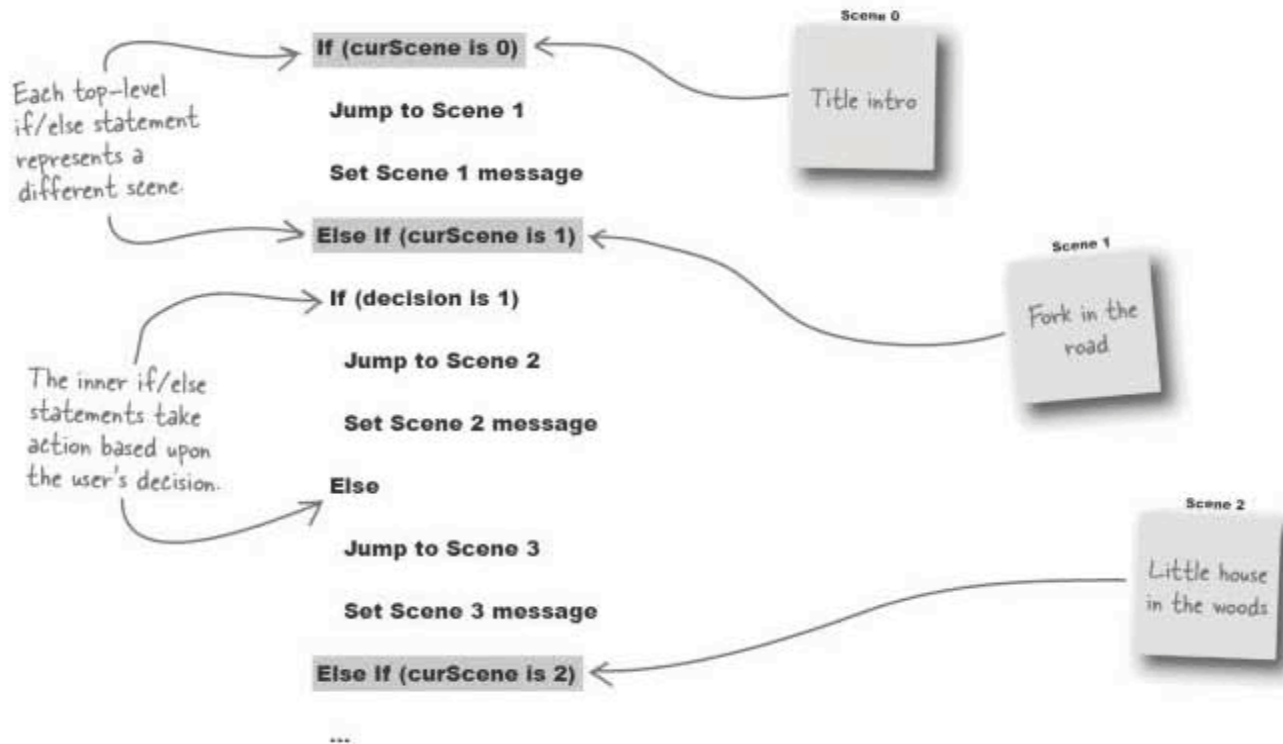 Scene 0
If (curScene is 0)
Title intro
Each top-level
if/else statement
represents a
different scene.
Jump to Scene 1
Set Scene 1 message
Else If (curScene is 1)
Scene 1
Fork in the
road
If (decision is 1)
Jump to Scene 2
Set Scene 2 message
The inner if/else
statements take
action based upon
the user's decision.
Else
Jump to Scene 3
Set Scene 3 message
Scene 2
Little house
in the woods
Else If (curScene is 2)
...